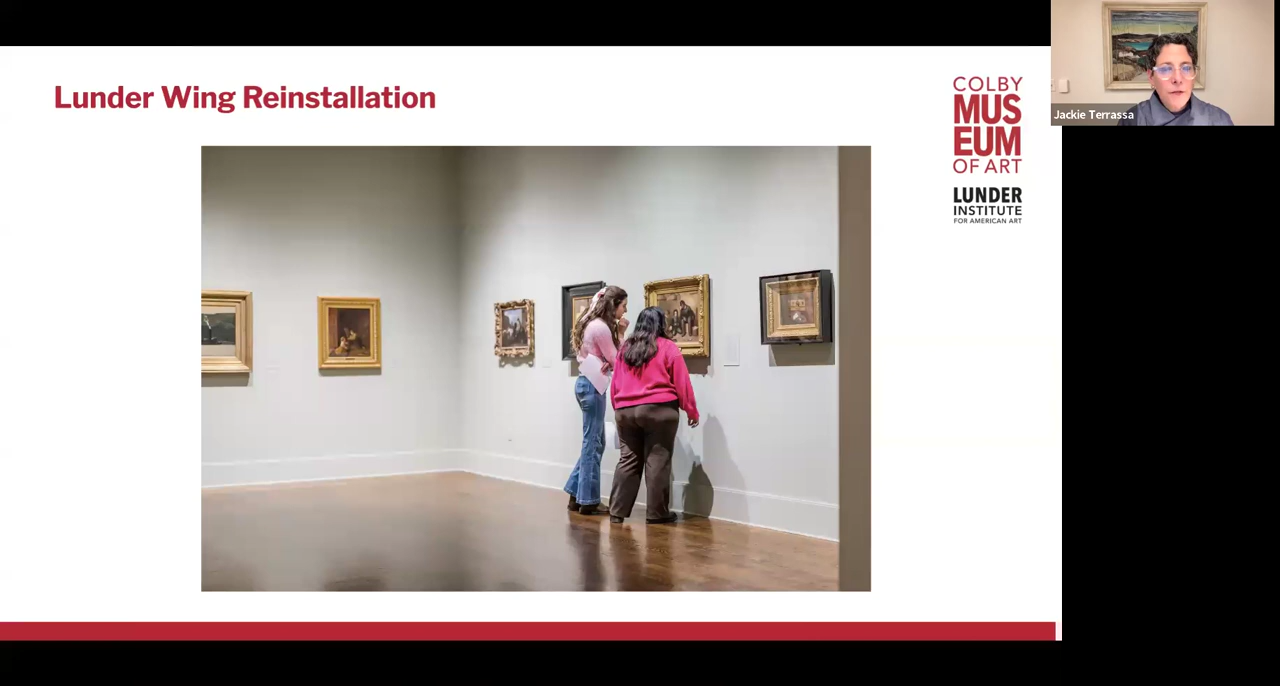 Lunder Wing Reinstallation
COLBY
MUS
EUM
OF ART
LUNDER
INSTITUTE
FOR AMERICAN ART
Jackie Terrassa